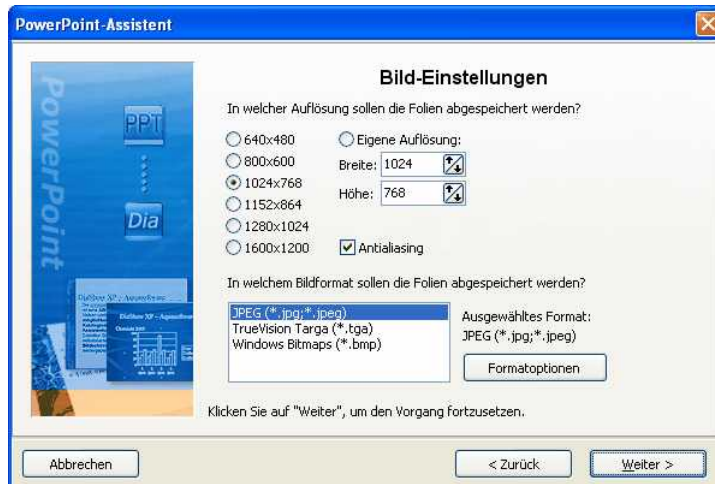 PowerPoint-Assistent
PowerPoint
PPT
Dia
DiaShow XP - Aquasoftware
Bild-Einstellungen
In welcher Auflösung sollen die Folien abgespeichert werden?
640x480
800x600
1024x768
1152x864
1280x1024
1600x1200
Eigene Auflösung:
Breite: 1024
Höhe: 768
Antialiasing
In welchem Bildformat sollen die Folien abgespeichert werden?
JPEG (*.jpg;*.jpeg)
TrueVision Targa (*.tga)
Windows Bitmaps (*.bmp)
Ausgewähltes Format:
JPEG (*.jpg;*.jpeg)
Formatoptionen
Klicken Sie auf "Weiter", um den Vorgang fortzusetzen.
Abbrechen
< Zurück
Weiter >